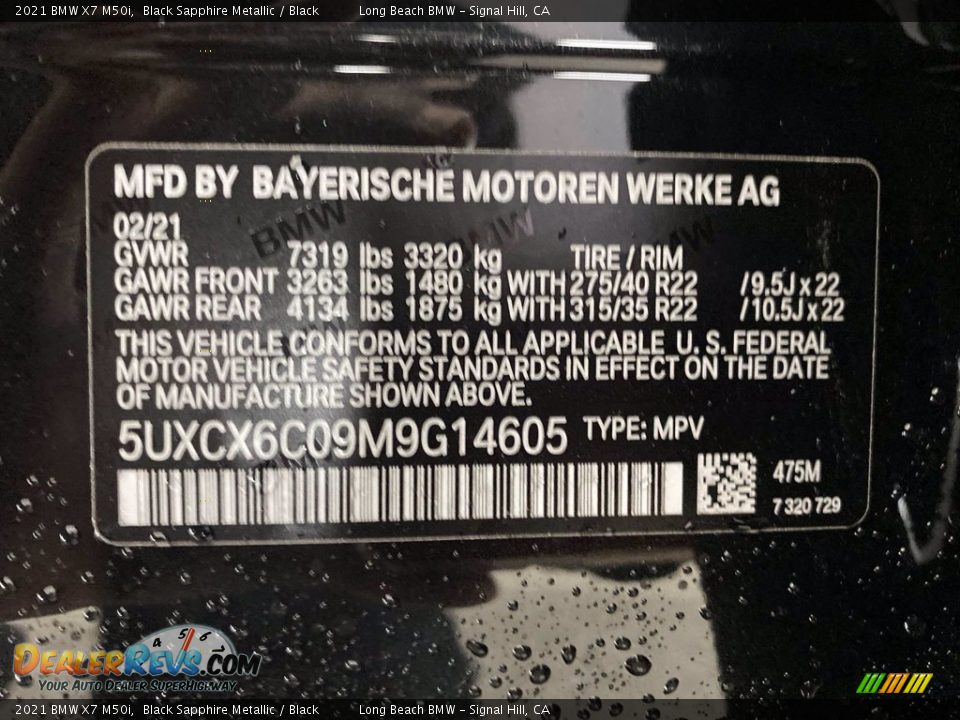 2021 BMW X7 M50i, Black Sapphire Metallic / Black Long Beach BMW - Signal Hill, CA
MFD BY BAYERISCHE MOTOREN WERKE AG
02/21
GVWR 7319 lbs 3320 kg TIRE / RIM
GAWR FRONT 3263 lbs 1480 kg WITH 275/40 R22 /9.5J x 22
GAWR REAR 4134 lbs 1875 kg WITH 315/35 R22 /10.5J x 22
THIS VEHICLE CONFORMS TO ALL APPLICABLE U. S. FEDERAL
MOTOR VEHICLE SAFETY STANDARDS IN EFFECT ON THE DATE
OF MANUFACTURE SHOWN ABOVE.
5UXCX6C09M9G14605 TYPE: MPV
475M
7 320 729
BMW
BMW
4 5 6
DEALERREVS.COM
YOUR AUTO DEALER SUPERHIGHWAY
2021 BMW X7 M50i, Black Sapphire Metallic / Black Long Beach BMW - Signal Hill, CA